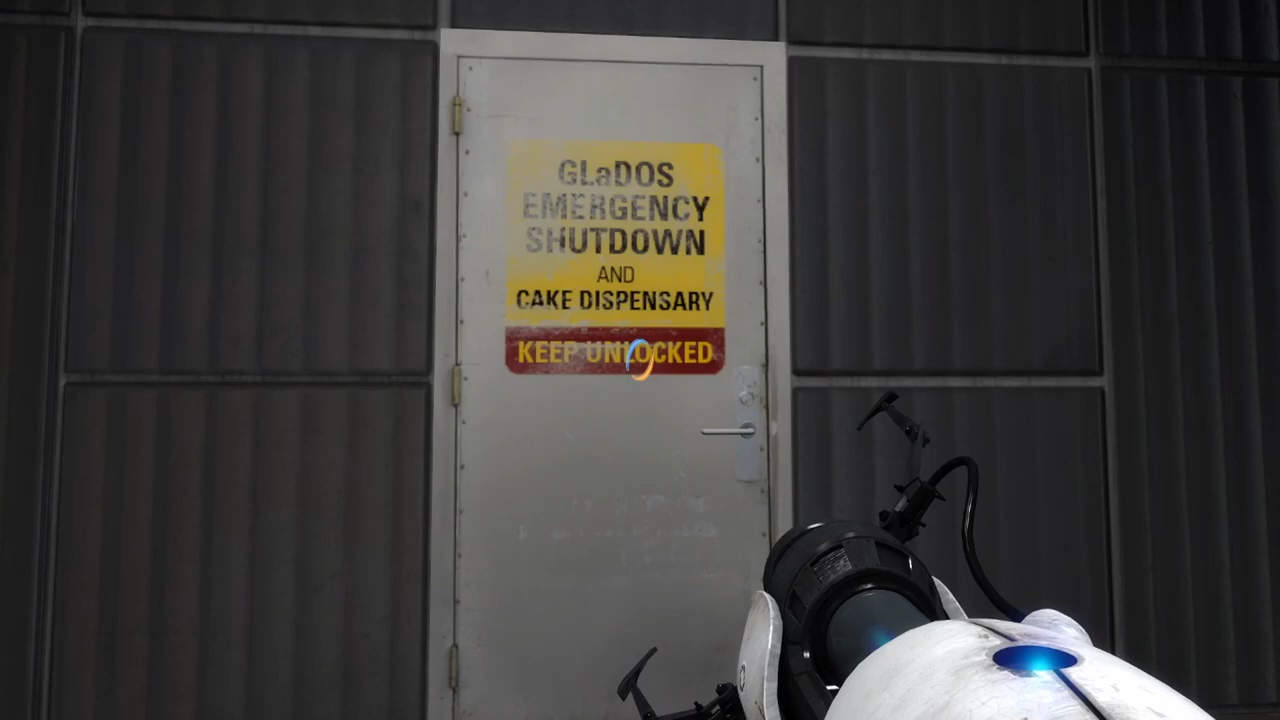 GLaDOS
EMERGENCY
SHUTDOWN
AND
CAKE DISPENSARY
KEEP UNLOCKED